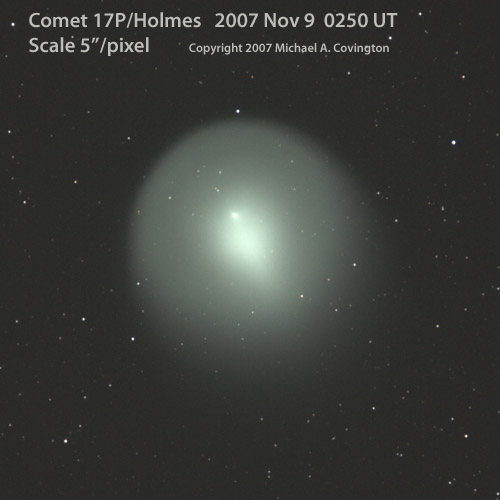 Comet 17P/Holmes 2007 Nov 9 0250 UT
Scale 5”/pixel Copyright 2007 Michael A. Covington